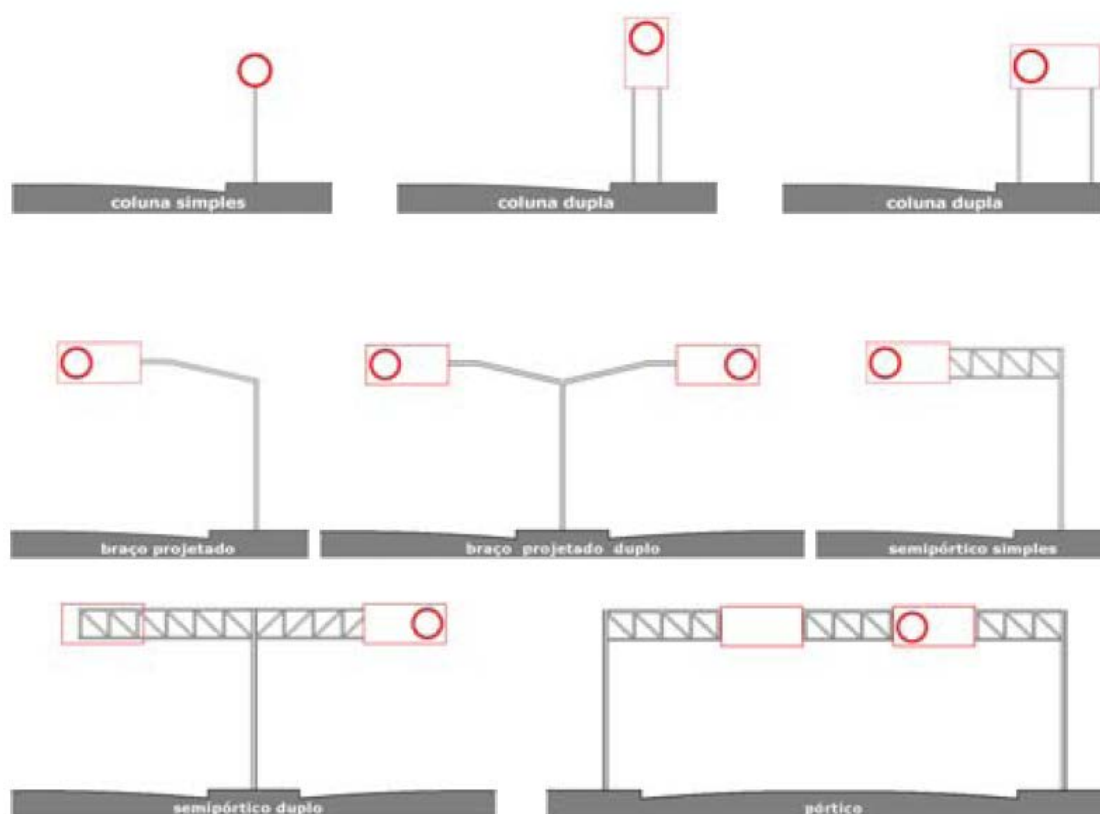 coluna simples
coluna dupla
coluna dupla
braço projetado
braço projetado duplo
semipórtico simples
semipórtico duplo
pórtico